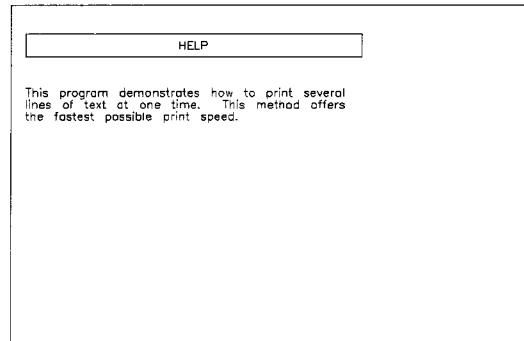 HELP
This program demonstrates how to print several
lines of text at one time. This method offers
the fastest possible print speed.